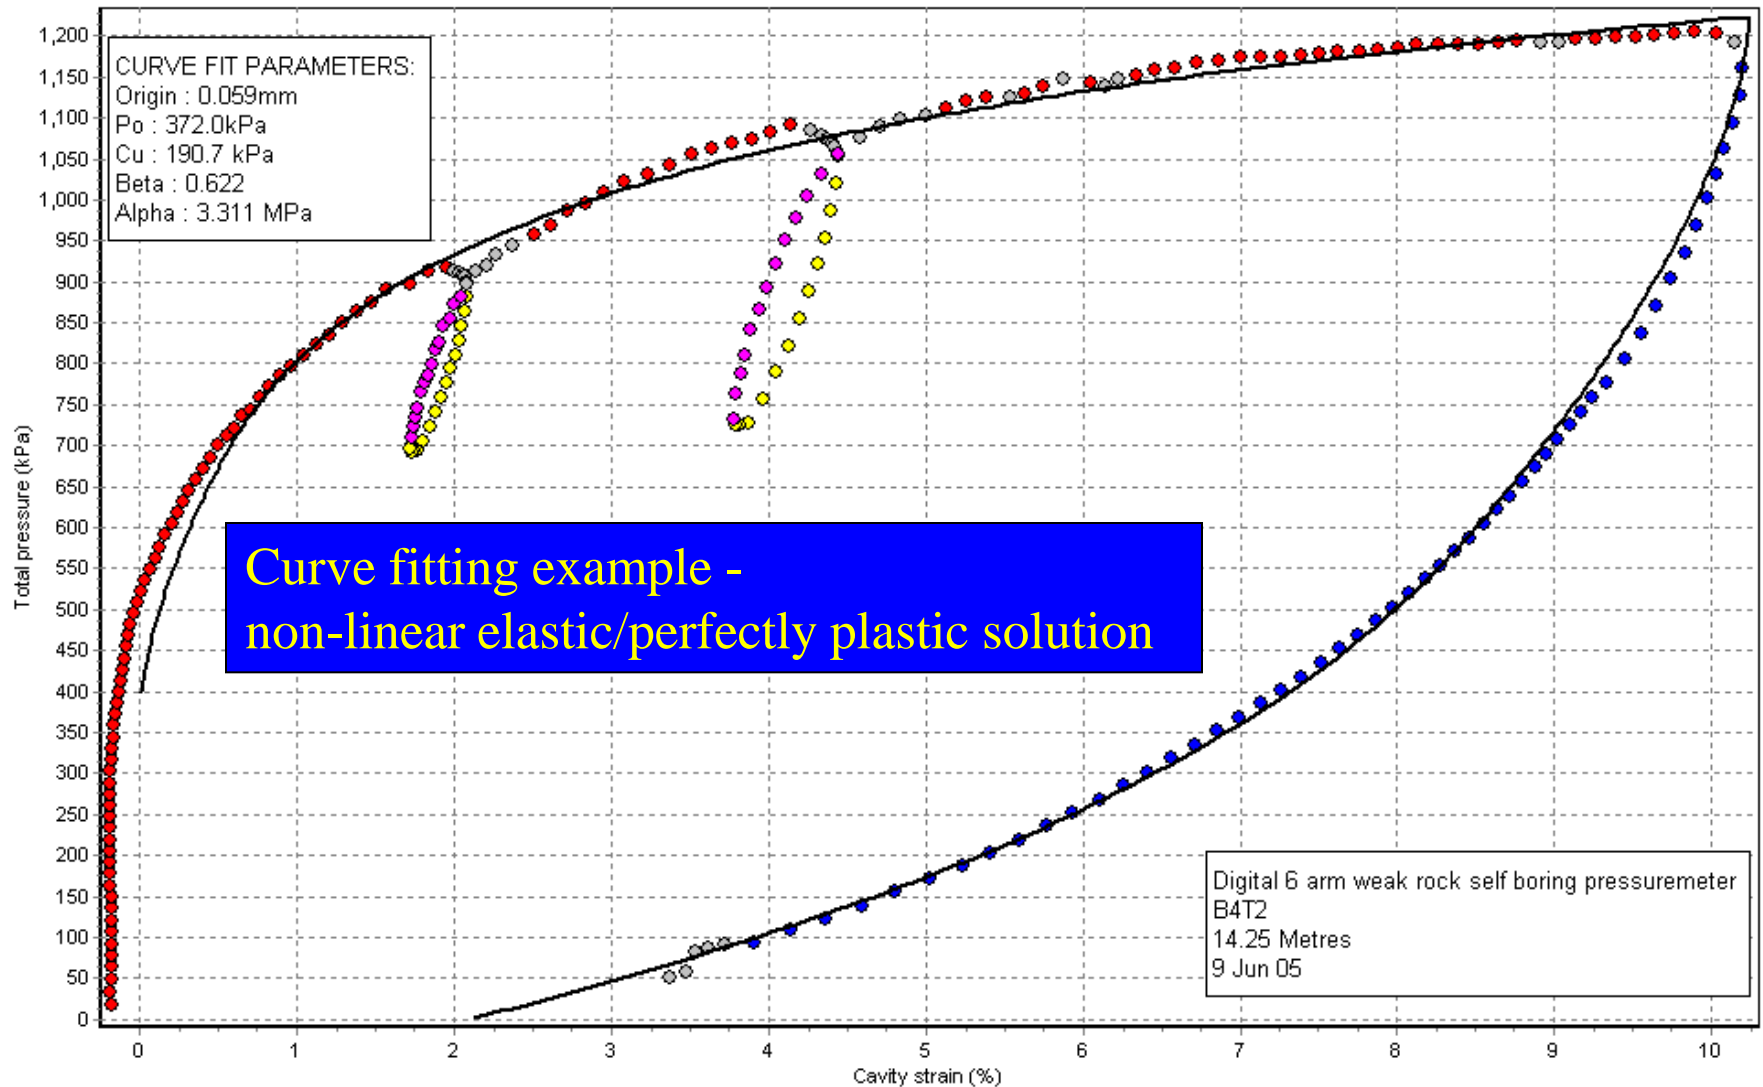 CURVE FIT PARAMETERS:
Origin : 0.059mm
Po : 372.0kPa
Cu : 190.7 kPa
Beta : 0.622
Alpha : 3.311 MPa
1,200
1,150
1,100
1,050
1,000
950
900
850
800
750
700
650
600
550
500
450
400
350
300
250
200
150
100
50
0
Total pressure (kPa)
Curve fitting example -
non-linear elastic/perfectly plastic solution
Digital 6 arm weak rock self boring pressuremeter
B4T2
14.25 Metres
9 Jun 05
0 1 2 3 4 5 6 7 8 9 10
Cavity strain (%)